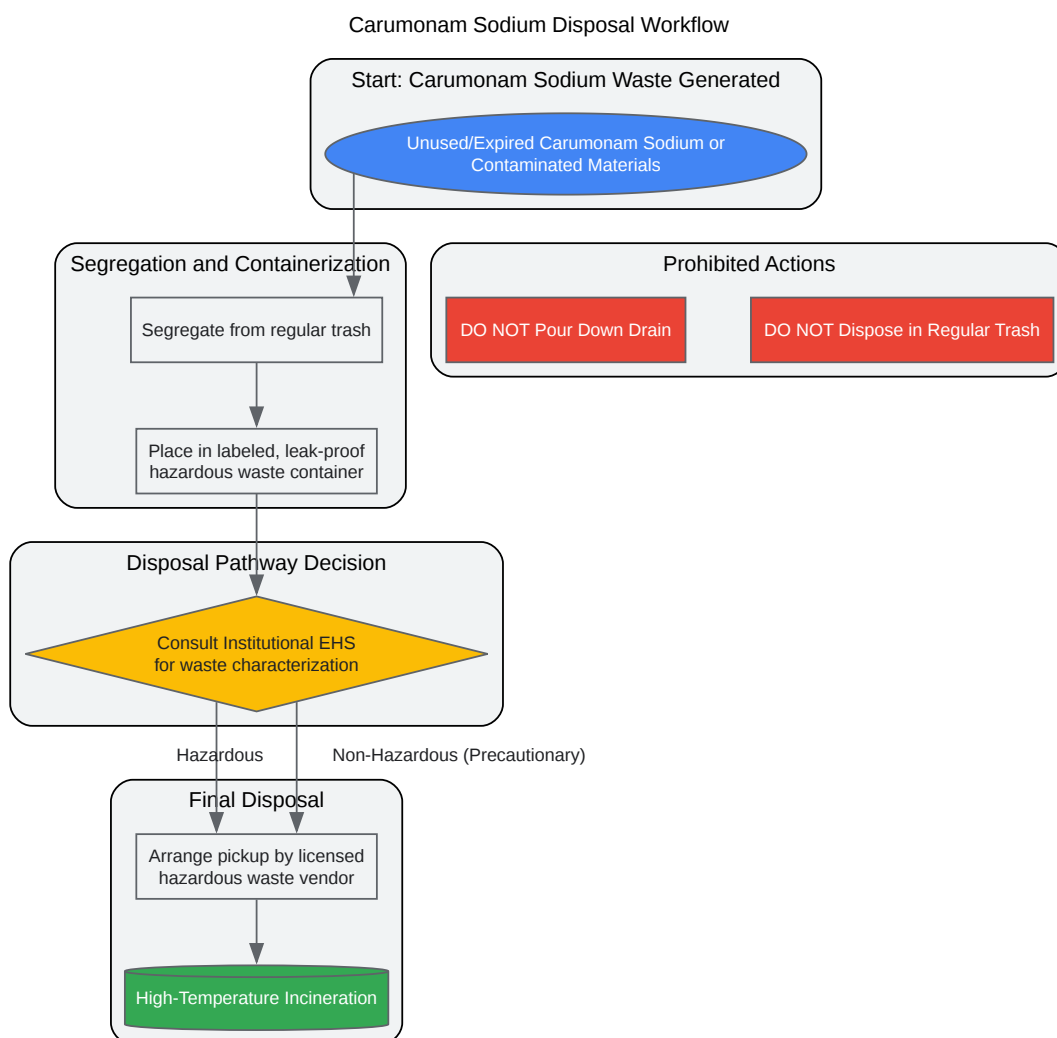 Carumonam Sodium Disposal Workflow
Start: Carumonam Sodium Waste Generated
Unused/Expired Carumonam Sodium or
Contaminated Materials
Segregation and Containerization
Segregate from regular trash
Place in labeled, leak-proof
hazardous waste container
Prohibited Actions
DO NOT Pour Down Drain
DO NOT Dispose in Regular Trash
Disposal Pathway Decision
Consult Institutional EHS
for waste characterization
Hazardous
Non-Hazardous (Precautionary)
Final Disposal
Arrange pickup by licensed
hazardous waste vendor
High-Temperature Incineration